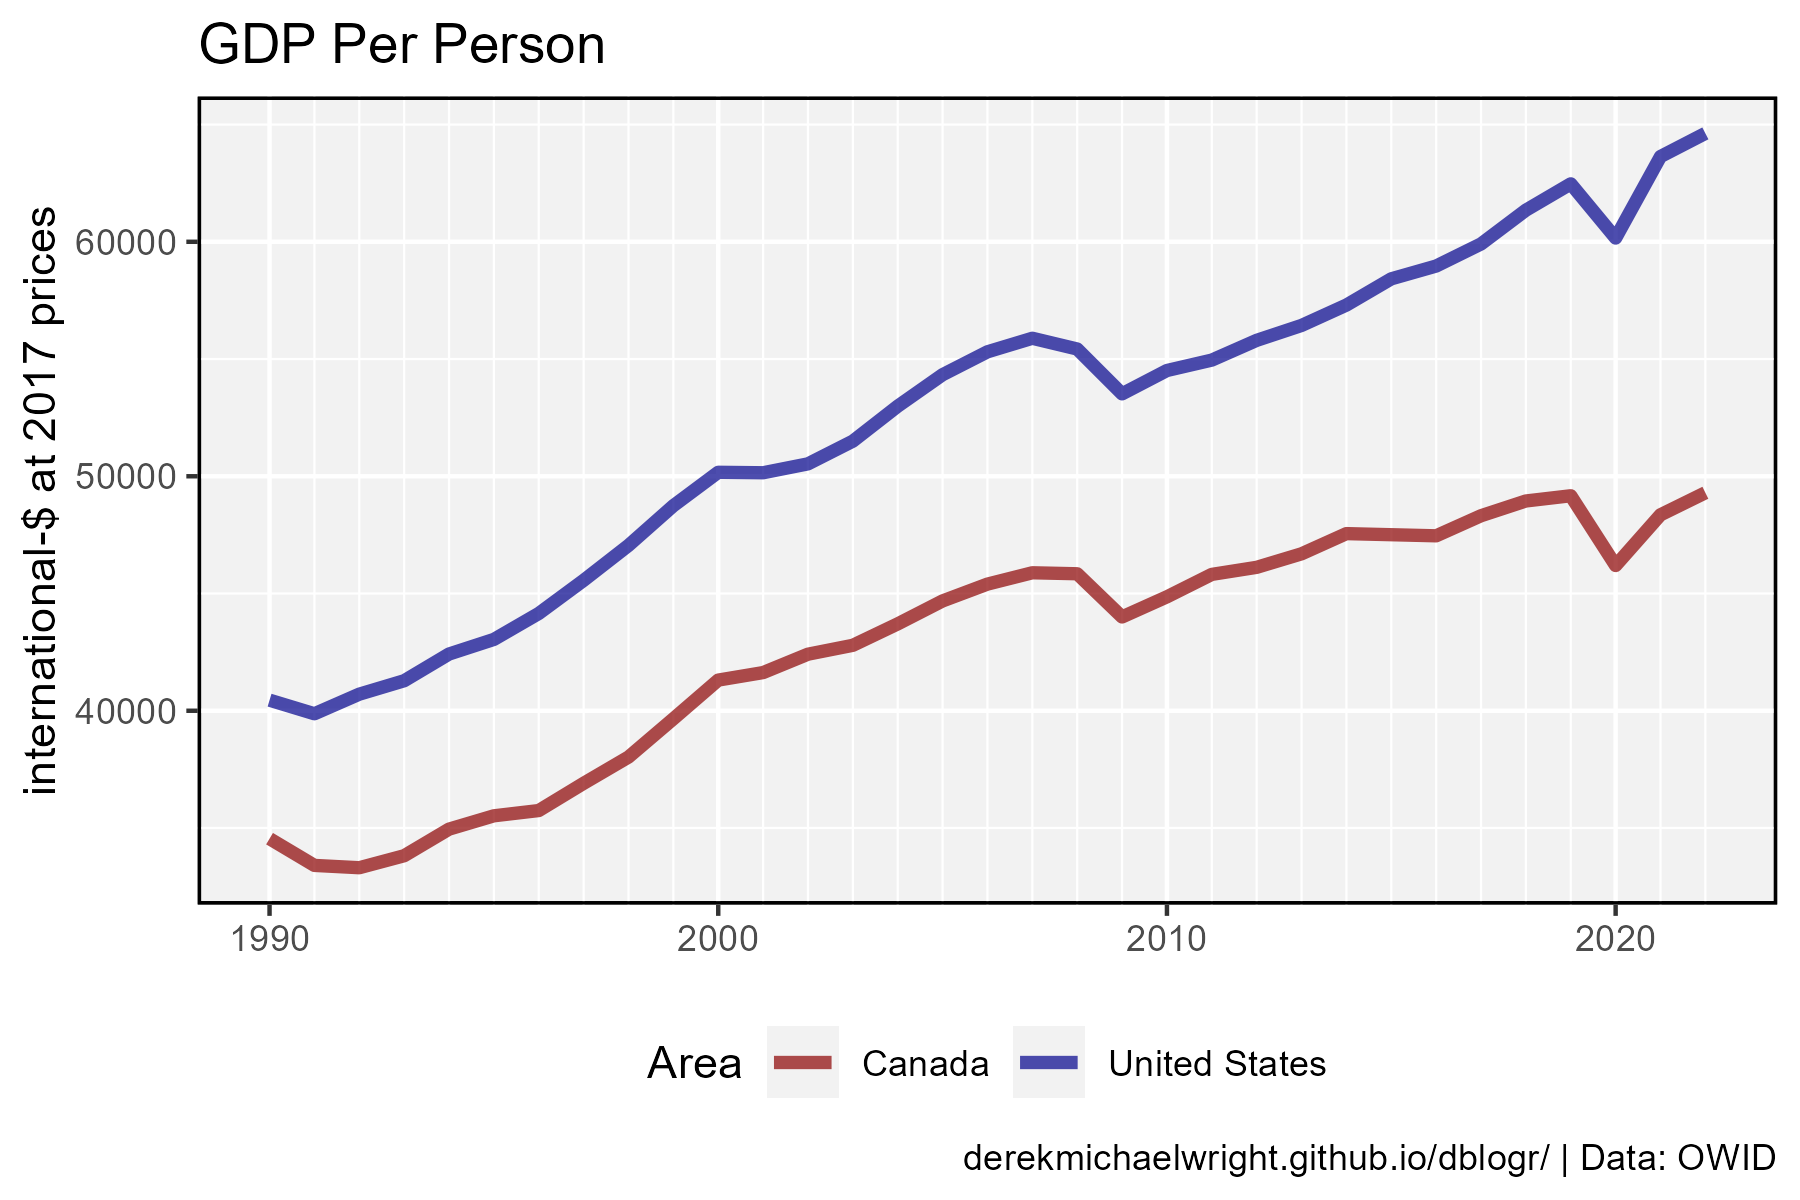 GDP Per Person
international-$ at 2017 prices
60000
50000
40000
1990 2000 2010 2020
Area Canada United States
derekmichaelwright.github.io/dblogr/ | Data: OWID